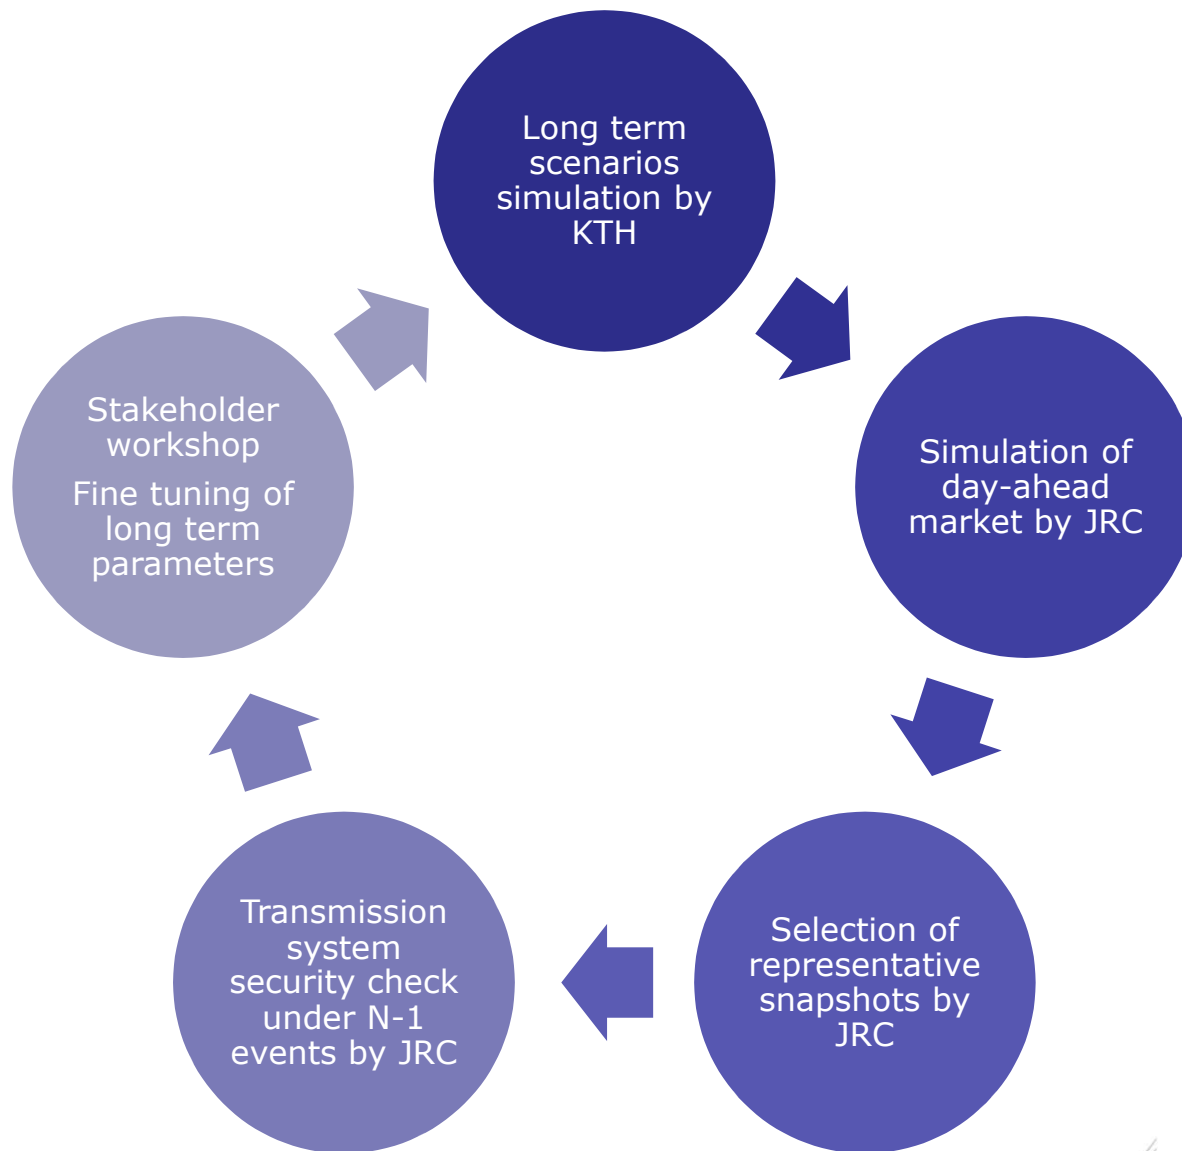 Long term
scenarios
simulation by
KTH
Simulation of
day-ahead
market by JRC
Selection of
representative
snapshots by
JRC
Transmission
system
security check
under N-1
events by JRC
Stakeholder
workshop
Fine tuning of
long term
parameters